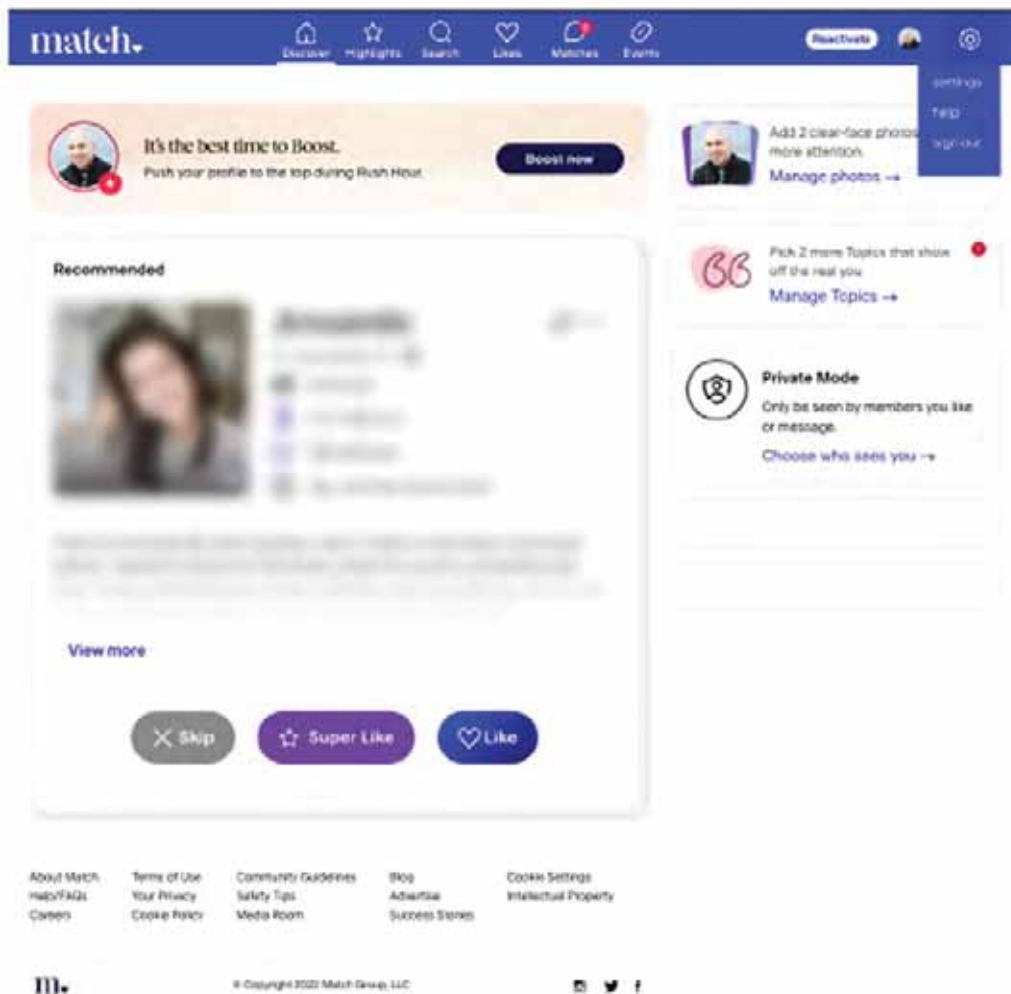 match.
Discover Highlights Search Likes Matches Events
Reactivate
settings
help
sign out
It's the best time to Boost.
Push your profile to the top during Rush Hour.
Boost now
Add 2 clear-face photos
more attention.
Manage photos →
Pick 2 more Topics that show
off the real you
Manage Topics →
Private Mode
Only be seen by members you like
or message.
Choose who sees you →
Recommended
View more
Skip
Super Like
Like
About Match Terms of Use Community Guidelines Blog Cookie Settings
Help/FAQs Your Privacy Safety Tips Advertise Intellectual Property
Careers Cookie Policy Media Room Success Stories
m.
© Copyright 2022 Match Group, LLC